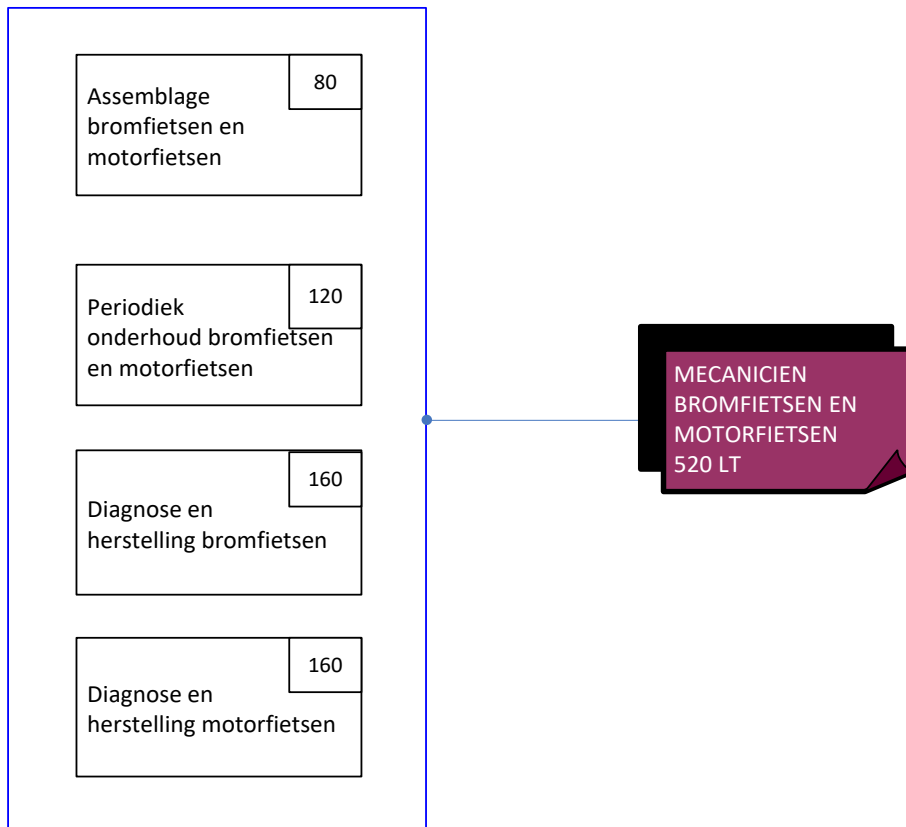 80
Assemblage
bromfietsen en
motorfietsen
120
Periodiek
onderhoud bromfietsen
en motorfietsen
160
Diagnose en
herstelling bromfietsen
160
Diagnose en
herstelling motorfietsen
MECANICIEN
BROMFIETSEN EN
MOTORFIETSEN
520 LT